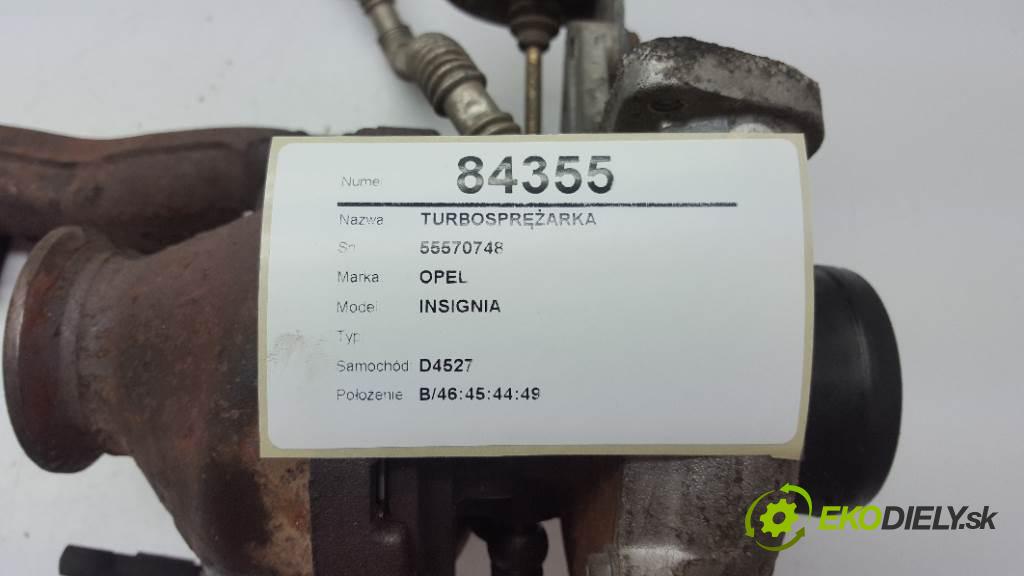 Nume 84355
Nazwa TURBOSPRĘŻARKA
Sn 55570748
Marka OPEL
Model INSIGNIA
Typ
Samochód D4527
Położenie B/46:45:44:49
EKODIELY.sk